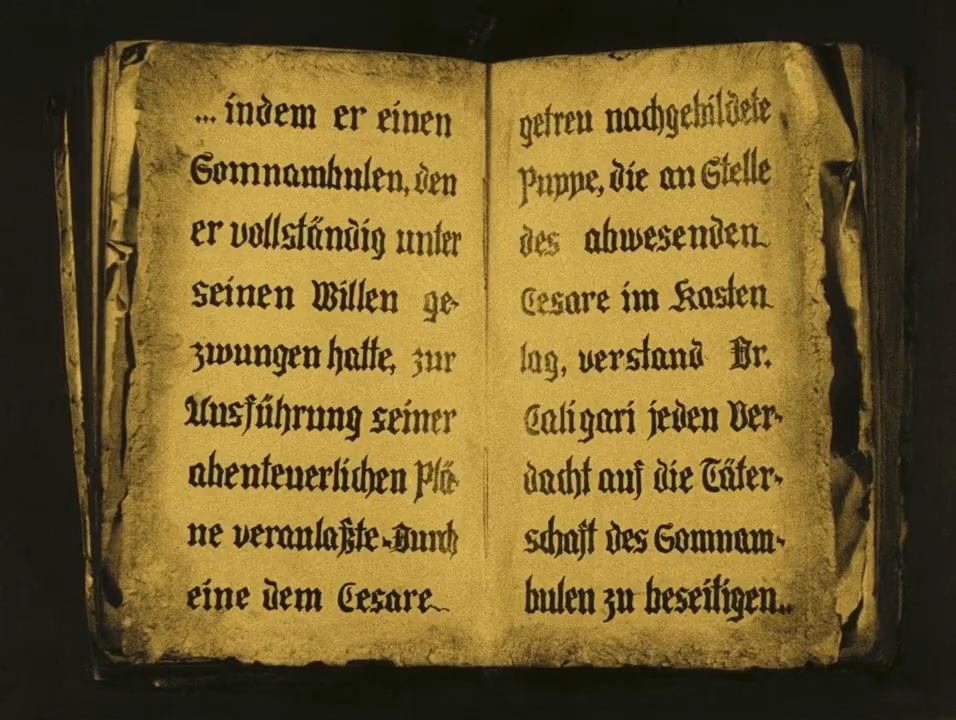 ... indem er einen
Somnambulen, den
er vollständig unter
seinen Willen ge-
zwungen hatte, zur
Ausführung seiner
abenteuerlichen Plä-
ne veranlaßte. Durch
eine dem Cesare
getreu nachgebildete
Puppe, die an Stelle
des abwesenden
Cesare im Kasten
lag, verstand Dr.
Caligari jeden Ver-
dacht auf die Täter-
schaft des Somnam-
bulen zu beseitigen..